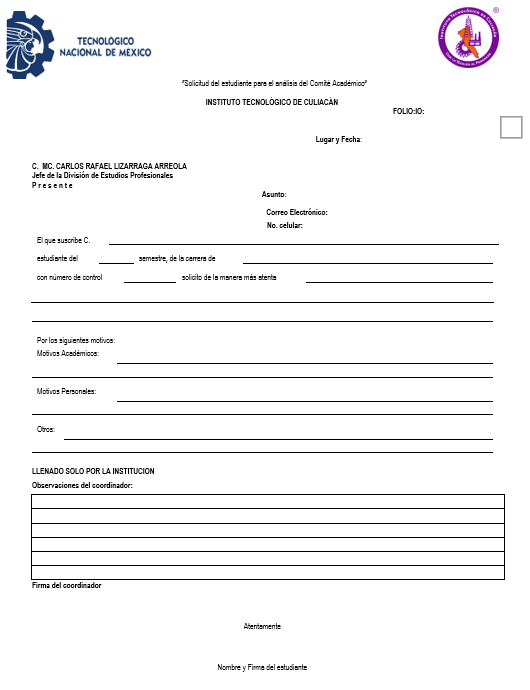 TECNOLÓGICO
NACIONAL DE MÉXICO
INSTITUTO TECNOLÓGICO DE CULIACÁN
®
"Solicitud del estudiante para el análisis del Comité Académico"
INSTITUTO TECNOLÓGICO DE CULIACÁN
FOLIO:IO:
Lugar y Fecha:
C. MC. CARLOS RAFAEL LIZARRAGA ARREOLA
Jefe de la División de Estudios Profesionales
P r e s e n t e
Asunto:
Correo Electrónico:
No. celular:
El que suscribe C.
estudiante del semestre, de la carrera de
con número de control solicito de la manera más atenta
Por los siguientes motivos:
Motivos Académicos:
Motivos Personales:
Otros:
LLENADO SOLO POR LA INSTITUCION
Observaciones del coordinador:
Firma del coordinador
Atentamente
Nombre y Firma del estudiante